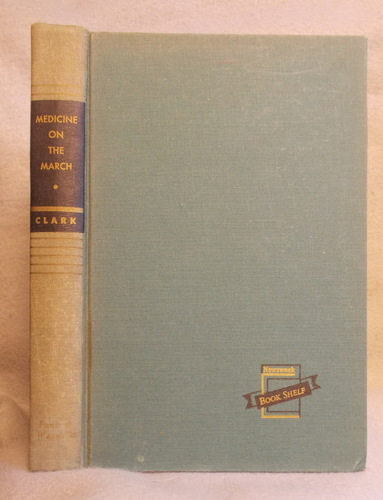 MEDICINE
ON
THE
MARCH
CLARK
Newsweek
BOOK SHELF